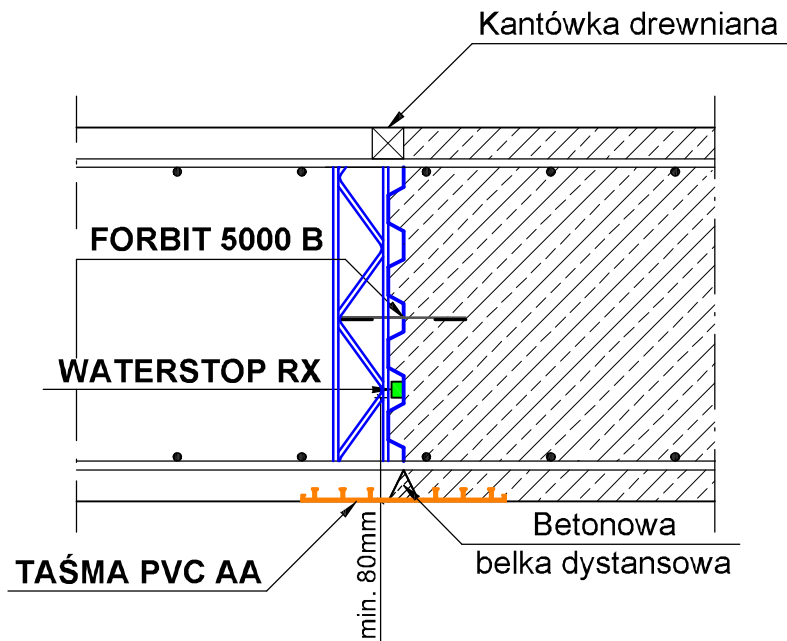 Kantówka drewniana
FORBIT 5000 B
WATERSTOP RX
Betonowa
belka dystansowa
TAŚMA PVC AA
min. 80mm